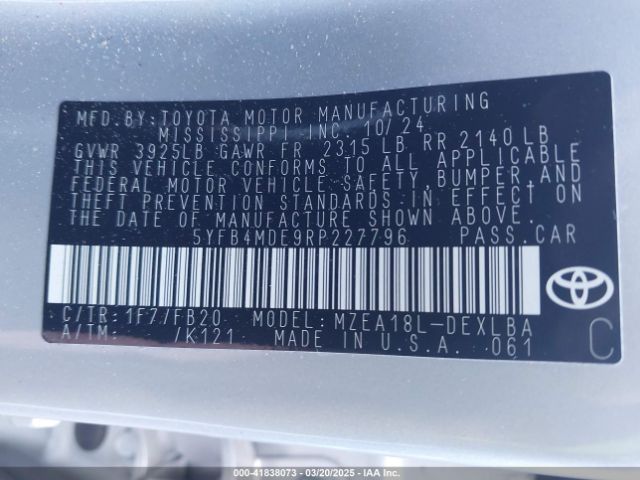 MFD. BY: TOYOTA MOTOR MANUFACTURING
MISSISSIPPI INC. 10/24
GVWR 3925LB GAWR FR 2315 LB RR 2140 LB
THIS VEHICLE CONFORMS TO ALL APPLICABLE
FEDERAL MOTOR VEHICLE SAFETY, BUMPER, AND
THEFT PREVENTION STANDARDS IN EFFECT ON
THE DATE OF MANUFACTURE SHOWN ABOVE.
5YFB4MDE9RP227796 PASS.CAR
C/TR: 1F7/FB20 MODEL: MZEA18L-DEXLBA
A/TM: /K121 MADE IN U.S.A. 061
C
000-41838073 — 03/20/2025 — IAAI.COM